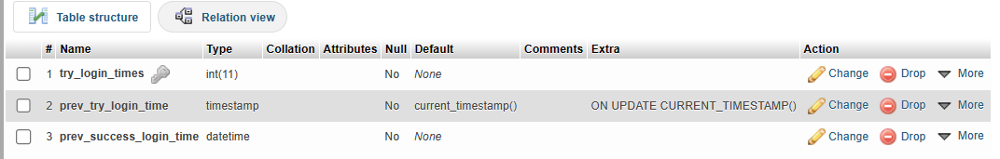 Table structure Relation view
# Name Type Collation Attributes Null Default Comments Extra Action
1 try_login_times int(11) No None Change Drop More
2 prev_try_login_time timestamp No current_timestamp() ON UPDATE CURRENT_TIMESTAMP() Change Drop More
3 prev_success_login_time datetime No None Change Drop More